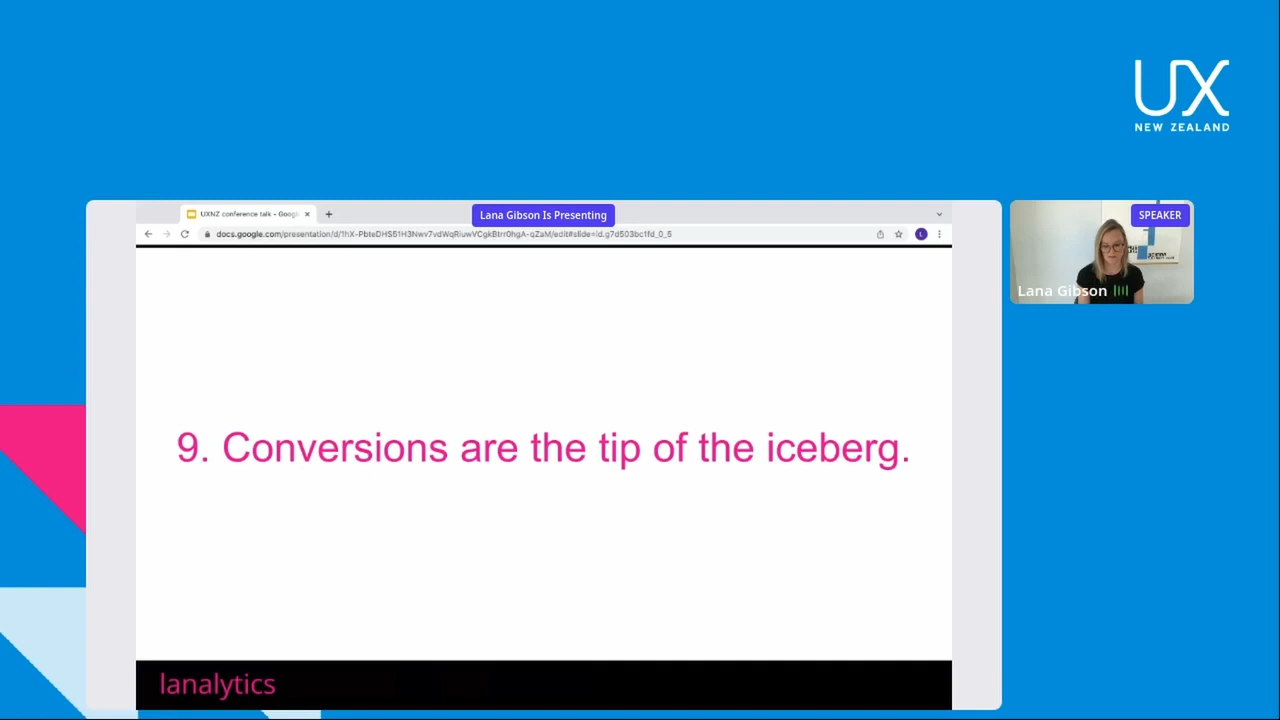 UX
NEW ZEALAND
UXNZ conference talk - Googl
Lana Gibson Is Presenting
SPEAKER
Lana Gibson
9. Conversions are the tip of the iceberg.
lanalytics